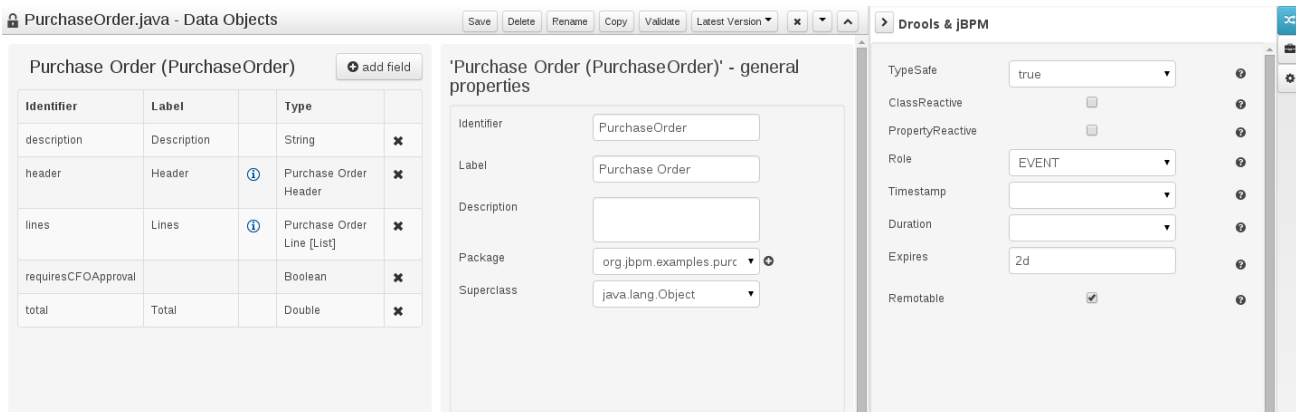 PurchaseOrder.java - Data Objects
Save Delete Rename Copy Validate Latest Version
Purchase Order (PurchaseOrder)
add field
Identifier Label Type
description Description String
header Header Purchase Order
Header
lines Lines Purchase Order
Line [List]
requiresCFOApproval Boolean
total Total Double
'Purchase Order (PurchaseOrder)' - general
properties
Identifier PurchaseOrder
Label Purchase Order
Description
Package org.jbpm.examples.purc
Superclass java.lang.Object
Drools & jBPM
TypeSafe true
ClassReactive
PropertyReactive
Role EVENT
Timestamp
Duration
Expires 2d
Remotable